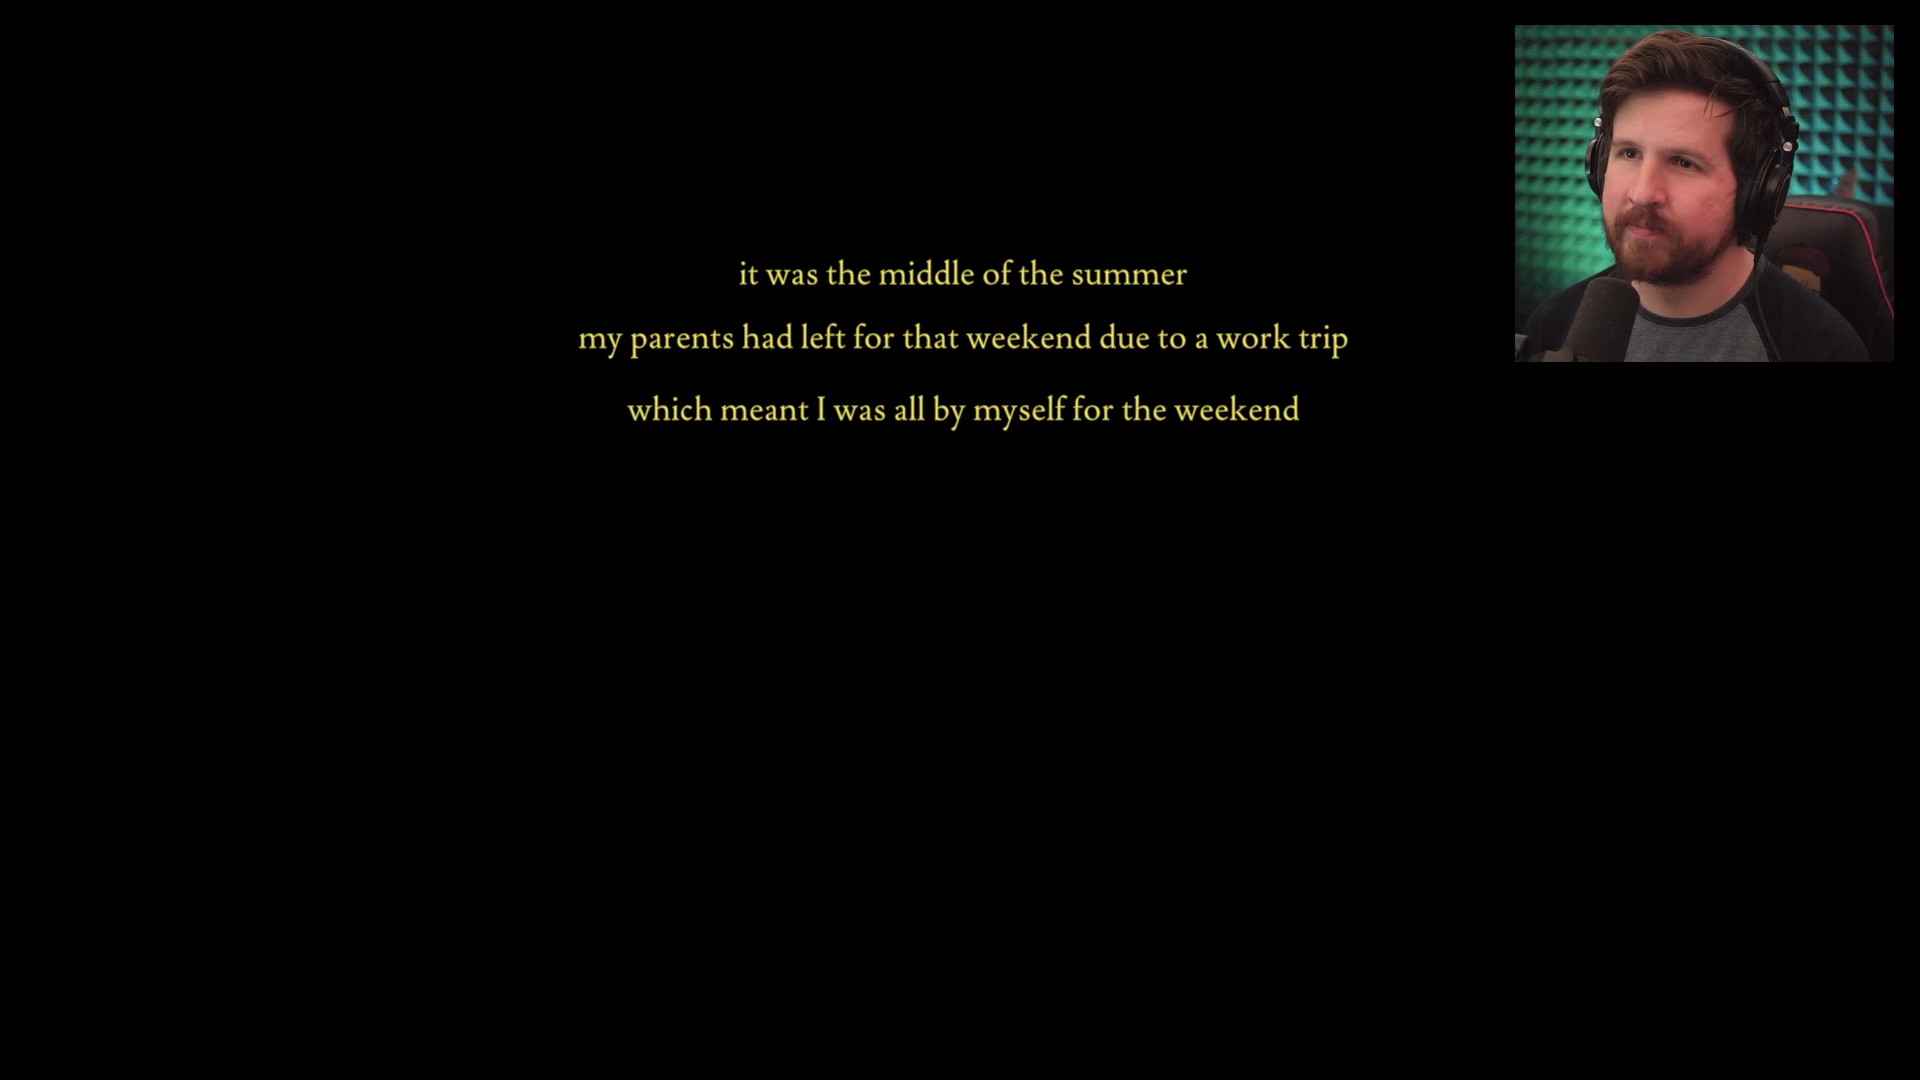 it was the middle of the summer
my parents had left for that weekend due to a work trip
which meant I was all by myself for the weekend